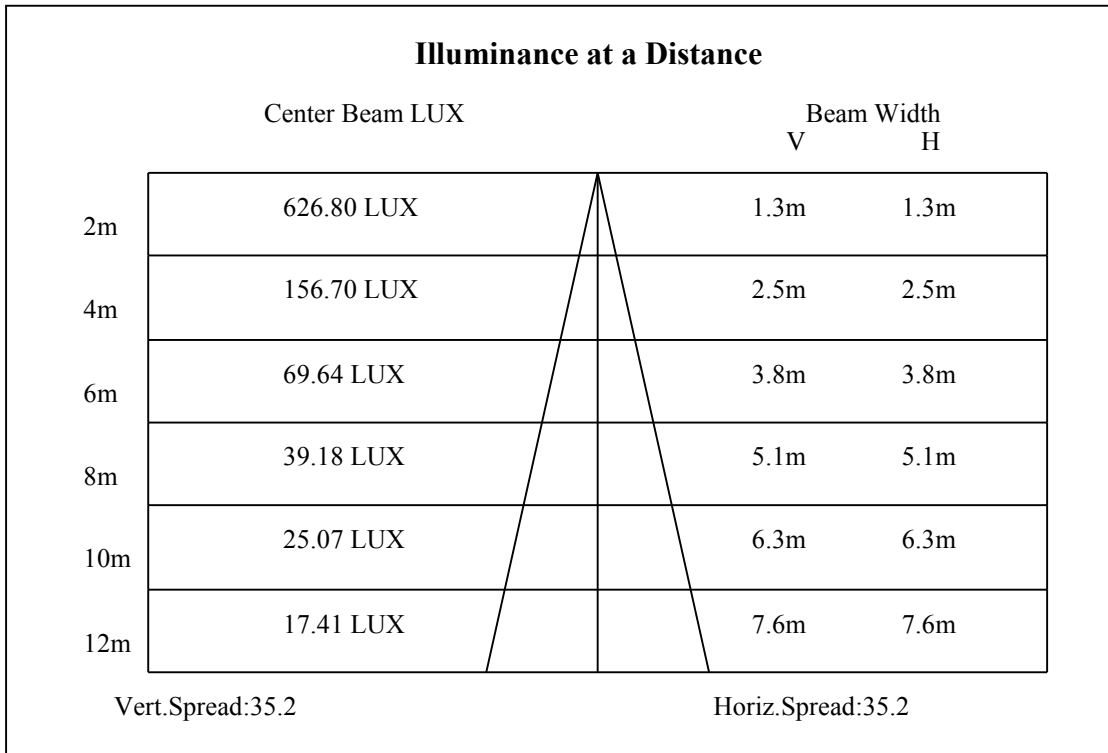 Illuminance at a Distance
Center Beam LUX Beam Width
V H
2m 626.80 LUX 1.3m 1.3m
4m 156.70 LUX 2.5m 2.5m
6m 69.64 LUX 3.8m 3.8m
8m 39.18 LUX 5.1m 5.1m
10m 25.07 LUX 6.3m 6.3m
12m 17.41 LUX 7.6m 7.6m
Vert.Spread:35.2 Horiz.Spread:35.2